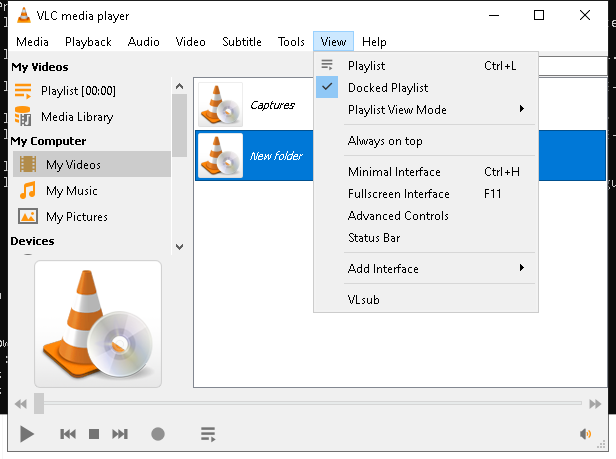 VLC media player
Media Playback Audio Video Subtitle Tools View Help
My Videos
Playlist [00:00]
Media Library
My Computer
My Videos
My Music
My Pictures
Devices
Captures
New folder
Playlist Ctrl+L
Docked Playlist
Playlist View Mode
Always on top
Minimal Interface Ctrl+H
Fullscreen Interface F11
Advanced Controls
Status Bar
Add Interface
VLsub